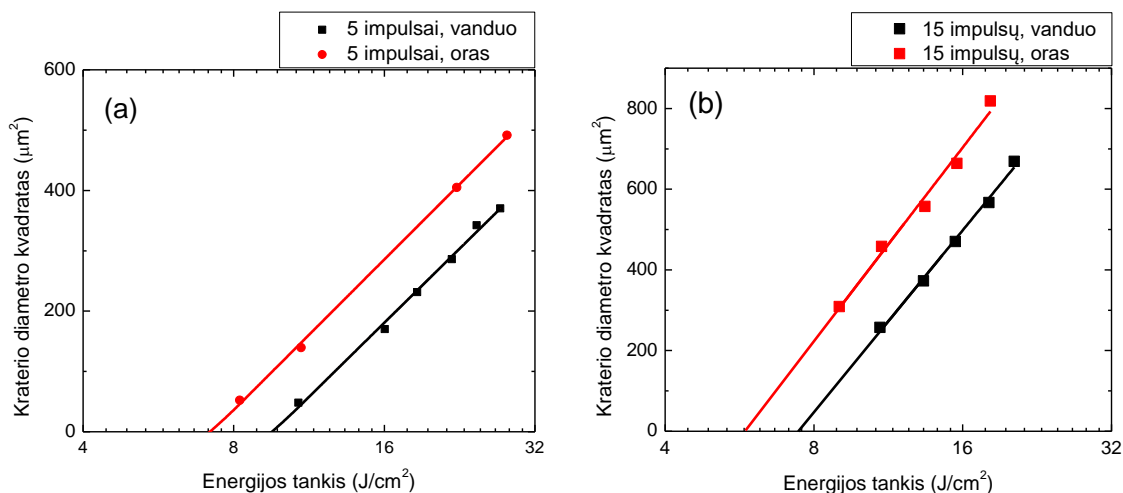 5 impulsai, vanduo
5 impulsai, oras
(a)
600
400
200
0
4 8 16 32
Kraterio diametro kvadratas (μm²)
Energijos tankis (J/cm²)
15 impulsų, vanduo
15 impulsų, oras
(b)
800
600
400
200
0
4 8 16 32
Kraterio diametro kvadratas (μm²)
Energijos tankis (J/cm²)